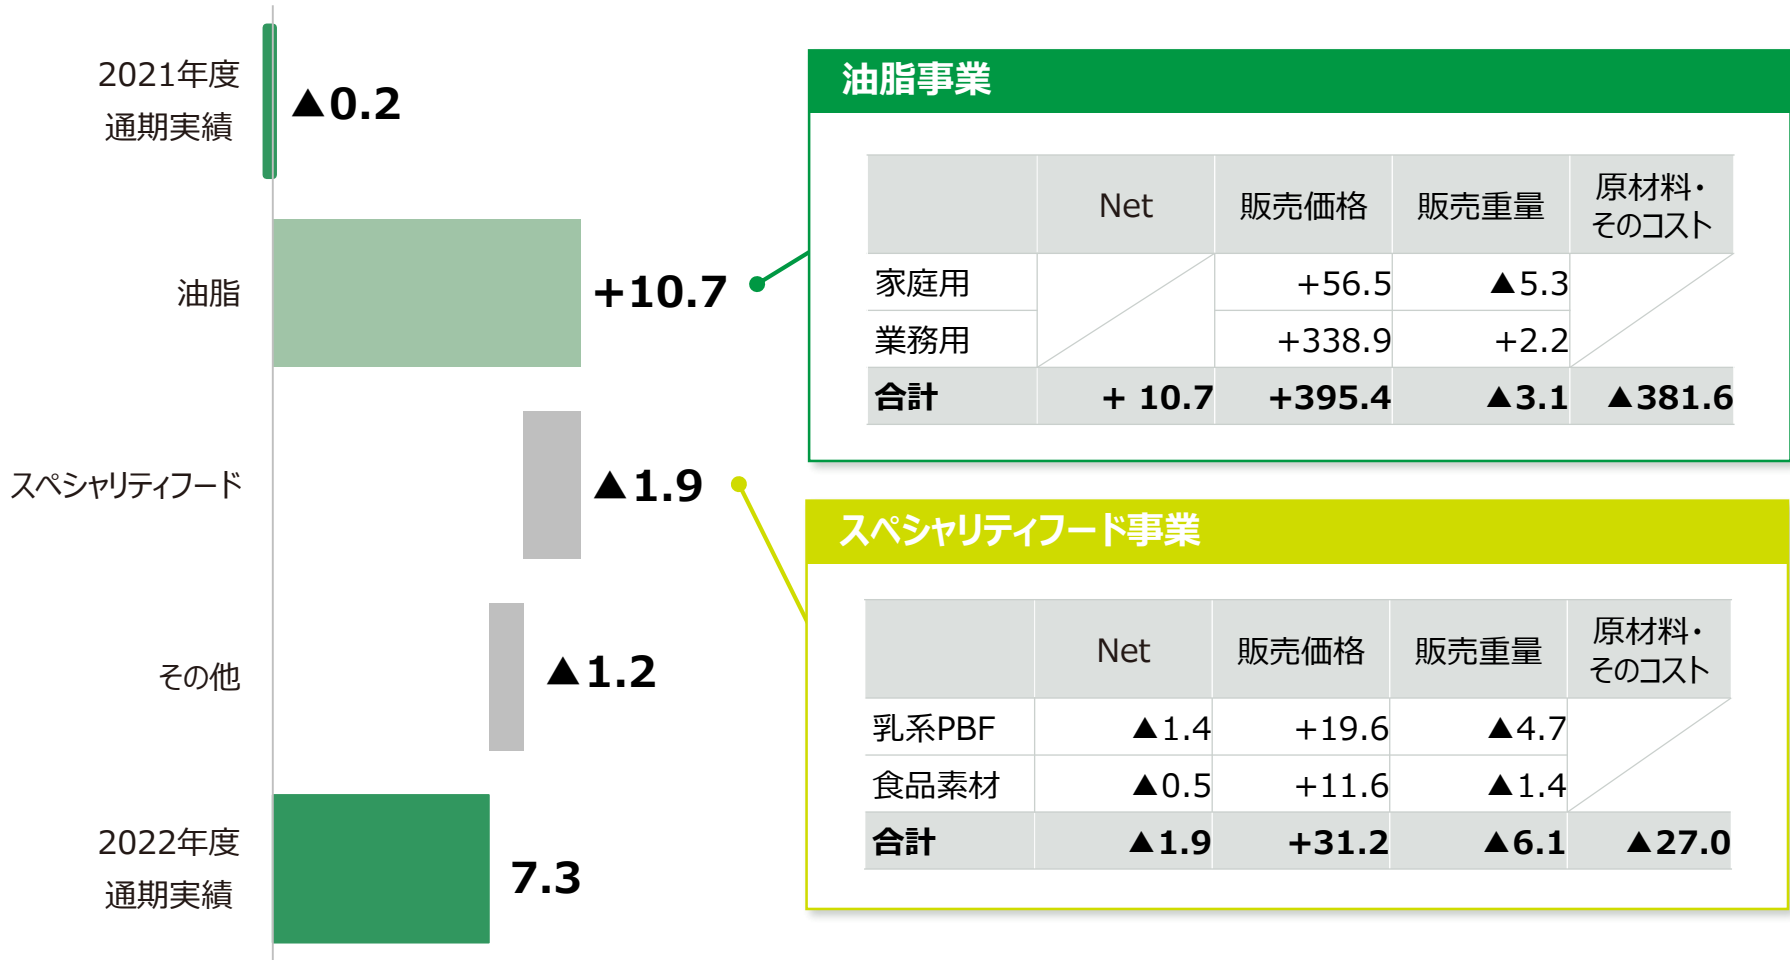 2021年度
通期実績
▲0.2
油脂
+10.7
スペシャリティフード
▲1.9
その他
▲1.2
2022年度
通期実績
7.3
油脂事業
Net 販売価格 販売重量 原材料・
そのコスト
家庭用 +56.5 ▲5.3
業務用 +338.9 +2.2
合計 + 10.7 +395.4 ▲3.1 ▲381.6
スペシャリティフード事業
Net 販売価格 販売重量 原材料・
そのコスト
乳系PBF ▲1.4 +19.6 ▲4.7
食品素材 ▲0.5 +11.6 ▲1.4
合計 ▲1.9 +31.2 ▲6.1 ▲27.0